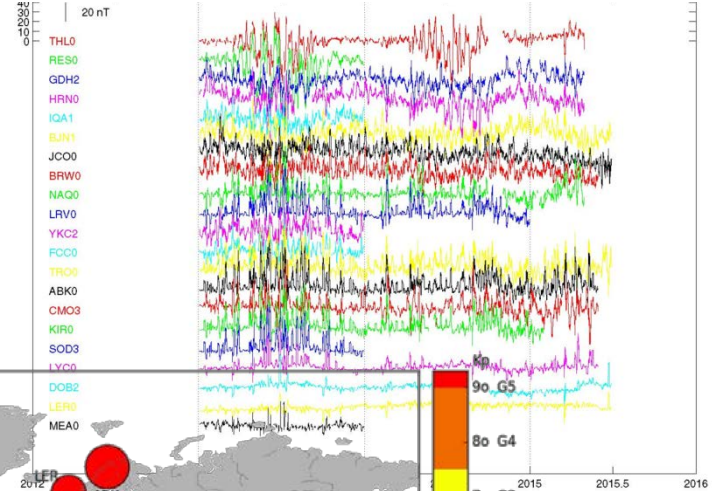 40
30
20
10
0
20 nT
THL0
RES0
GDH2
HRN0
IQA1
BJN1
JCO0
BRW0
NAQ0
LRV0
YKC2
FCC0
TRO0
ABK0
CMO3
KIR0
SOD3
LYC0
DOB2
LER0
MEA0
Kp
9o G5
8o G4
LER
2012
2015
2015.5
2016